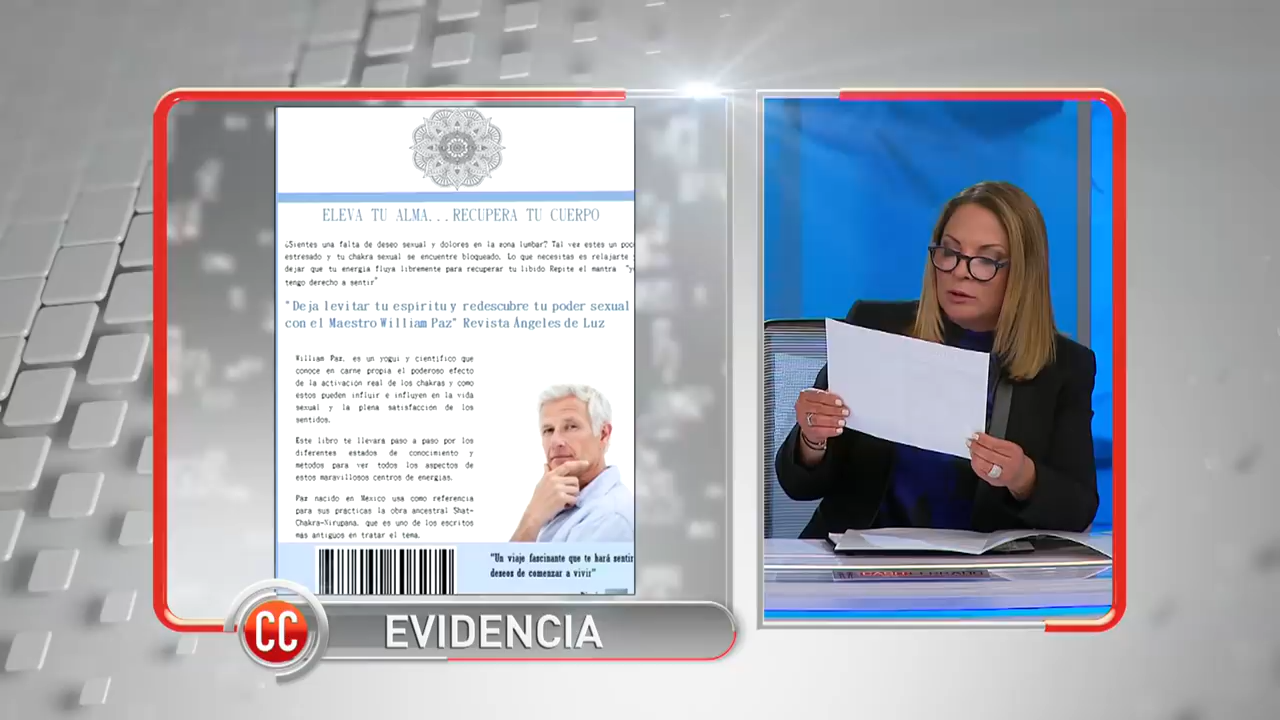 ELEVA TU ALMA...RECUPERA TU CUERPO
¿Sientes una falta de deseo sexual y dolores en la zona lumbar? Tal vez estes un poco
estresado y tu chakra sexual se encuentre bloqueado. Lo que necesitas es relajarte y
dejar que tu energia fluya libremente para recuperar tu libido Repite el mantra "yo
tengo derecho a sentir"
"Deja levitar tu espiritu y redescubre tu poder sexual
con el Maestro William Paz" Revista Ángeles de Luz
William Paz, es un yogui y cientifico que
conoce en carne propia el poderoso efecto
de la activación real de los chakras y como
estos pueden influir e influyen en la vida
sexual y la plena satisfacción de los
sentidos.
Este libro te llevara paso a paso por los
diferentes estados de conocimiento y
metodos para ver todos los aspectos de
estos maravillosos centros de energias.
Paz nacido en Mexico usa como referencia
para sus prácticas la obra ancestral Shat-
Chakra-Nirupana, que es uno de los escritos
mas antiguos en tratar el tema.
"Un viaje fascinante que te hará sentir
deseos de comenzar a vivir"
CC EVIDENCIA